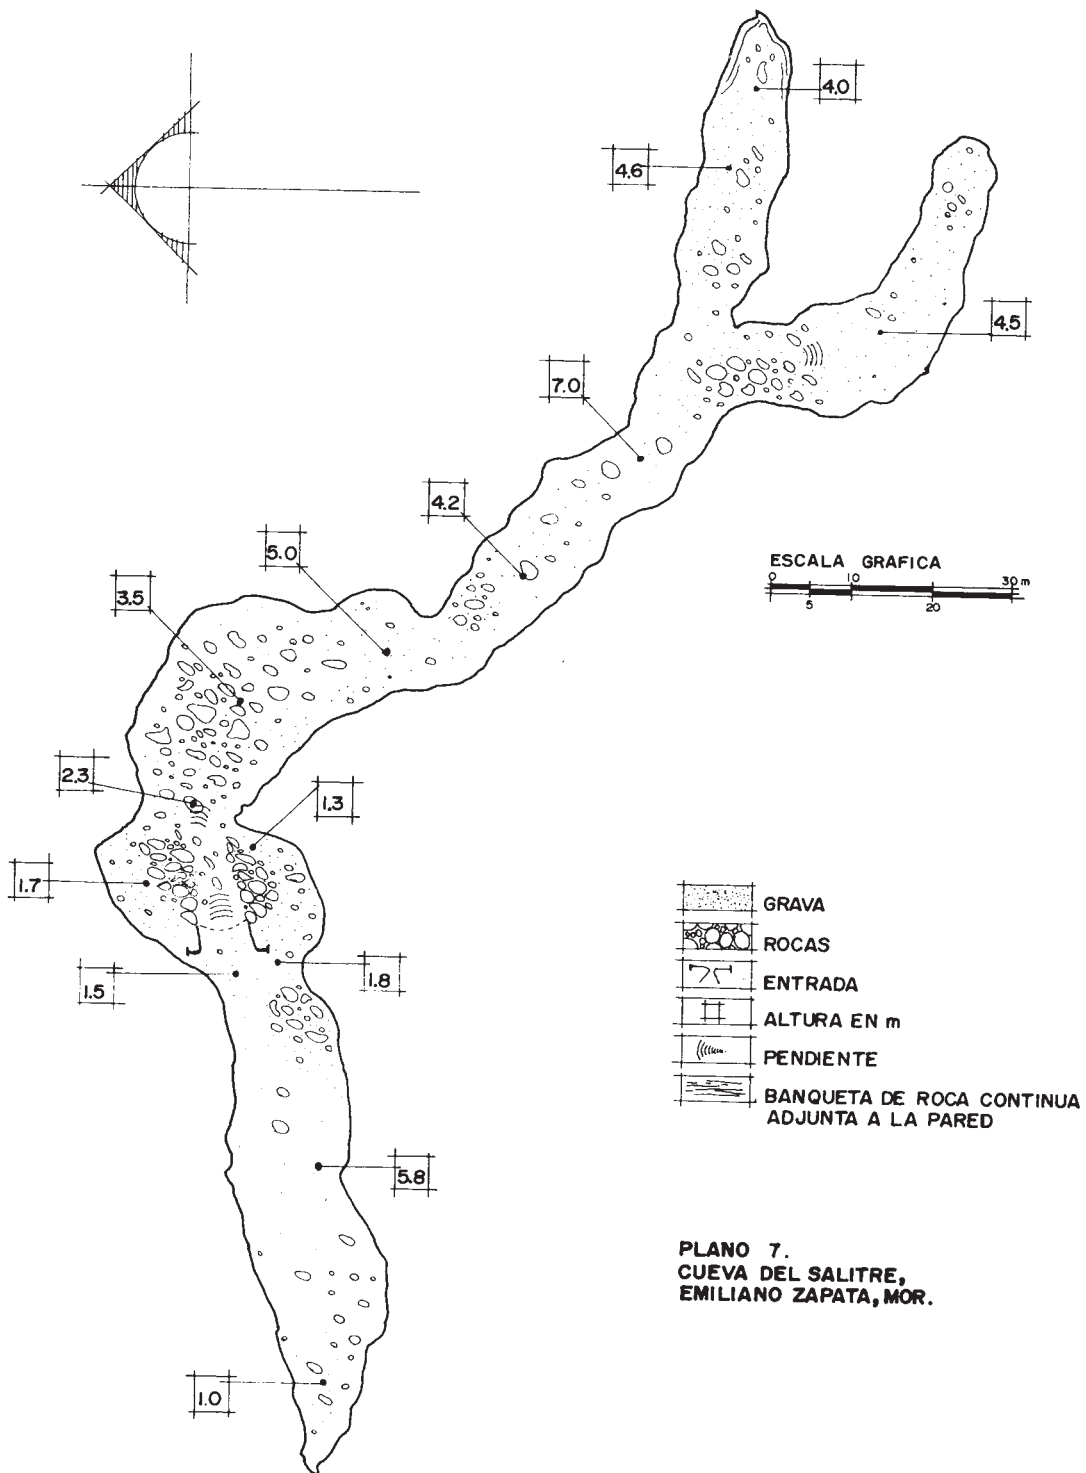 4.0
4.6
4.5
7.0
4.2
5.0
3.5
2.3
1.3
1.7
1.5
1.8
5.8
1.0
ESCALA GRAFICA
0 10 30 m
5 20
GRAVA
ROCAS
ENTRADA
ALTURA EN m
PENDIENTE
BANQUETA DE ROCA CONTINUA
ADJUNTA A LA PARED
PLANO 7.
CUEVA DEL SALITRE,
EMILIANO ZAPATA, MOR.